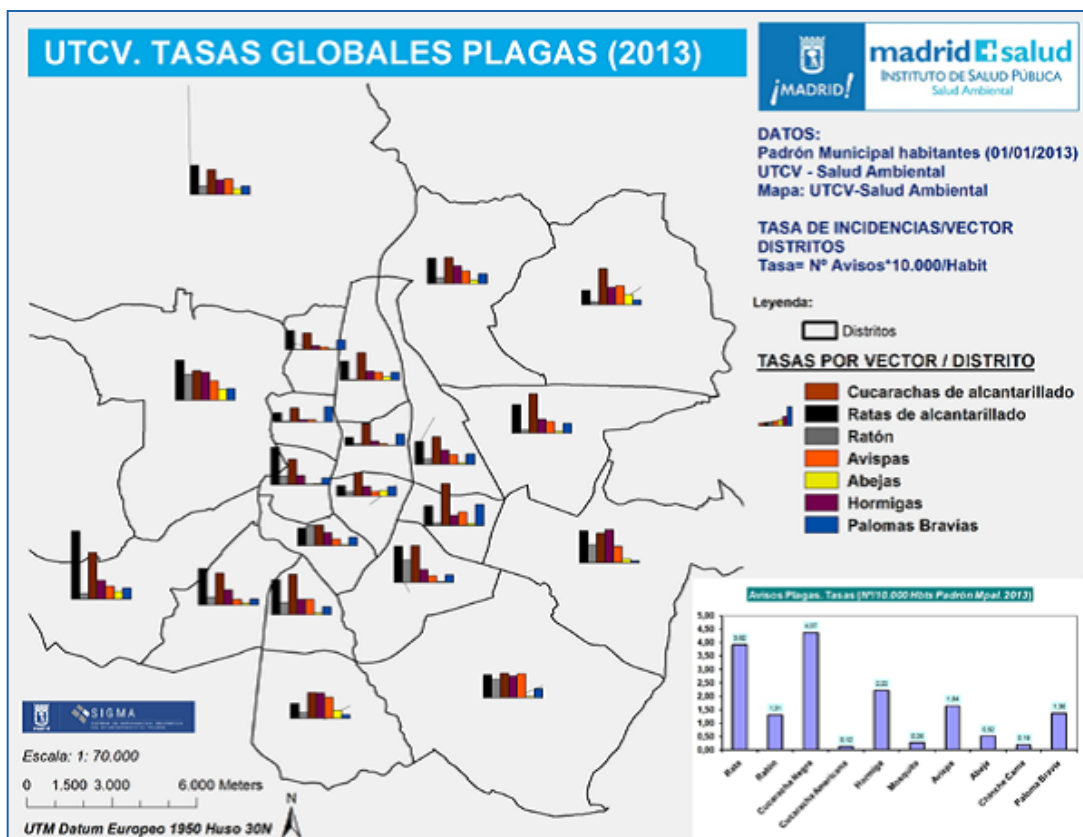 UTCV. TASAS GLOBALES PLAGAS (2013)
¡MADRID!
madrid+salud
INSTITUTO DE SALUD PÚBLICA
Salud Ambiental
DATOS:
Padrón Municipal habitantes (01/01/2013)
UTCV - Salud Ambiental
Mapa: UTCV-Salud Ambiental
TASA DE INCIDENCIAS/VECTOR
DISTRITOS
Tasa= Nº Avisos*10.000/Habit
Leyenda:
Distritos
TASAS POR VECTOR / DISTRITO
Cucarachas de alcantarillado
Ratas de alcantarillado
Ratón
Avispas
Abejas
Hormigas
Palomas Bravías
Avisos Plagas. Tasas (Nº/10.000 Hbts Padrón Mpal. 2013)
5,00
4,50
4,00
3,50
3,00
2,50
2,00
1,50
1,00
0,50
0,00
Rata
Ratón
Cucaracha Negra
Cucaracha Americana
Hormiga
Mosquito
Avispa
Abeja
Chinche Cama
Paloma Bravía
SIGMA
Escala: 1: 70.000
0 1.500 3.000 6.000 Meters
N
UTM Datum Europeo 1950 Huso 30N